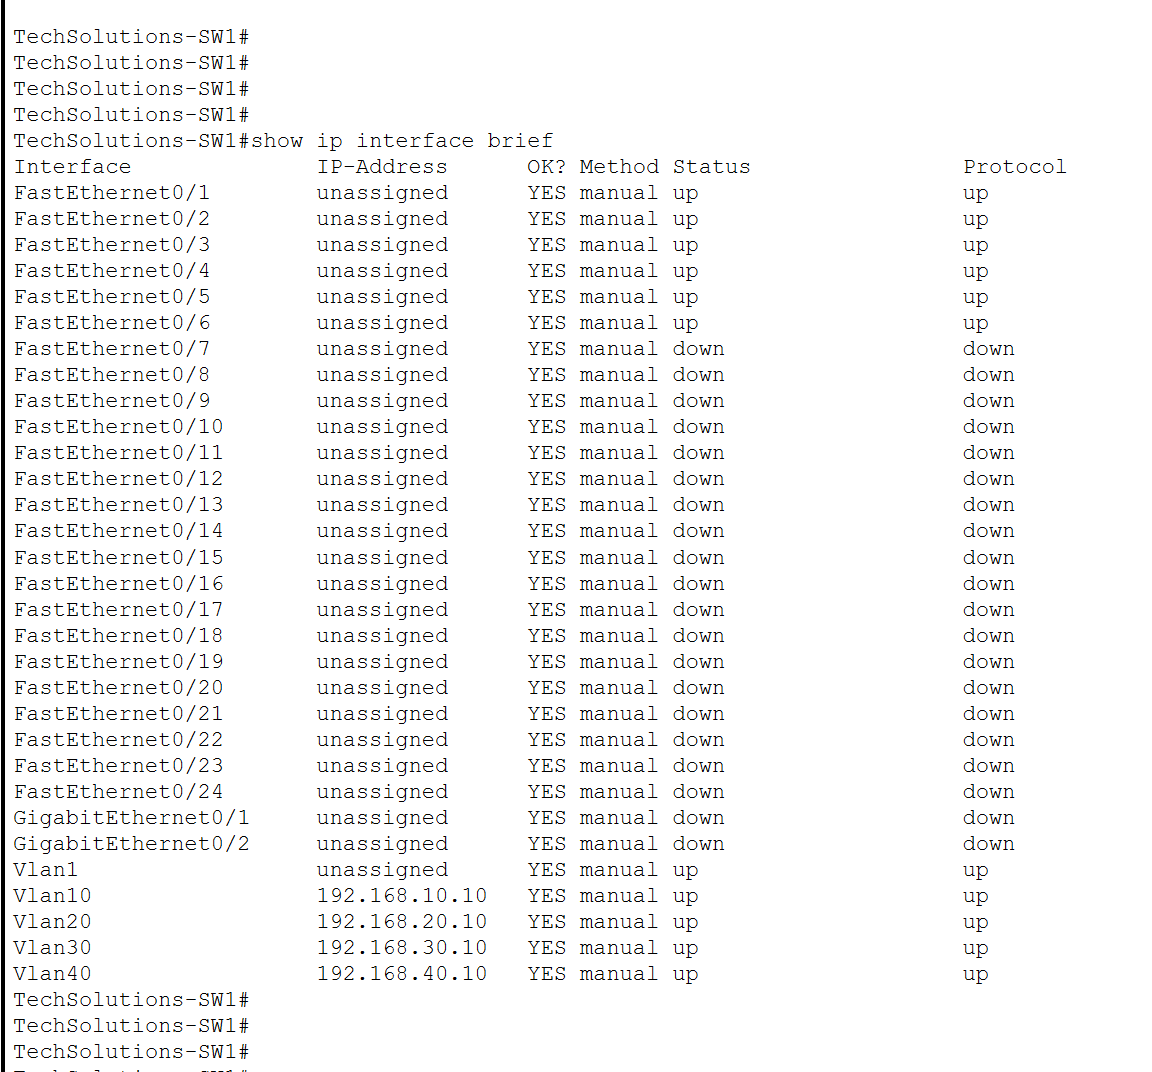 TechSolutions-SW1#
TechSolutions-SW1#
TechSolutions-SW1#
TechSolutions-SW1#
TechSolutions-SW1#show ip interface brief
Interface              IP-Address      OK? Method Status                Protocol
FastEthernet0/1        unassigned      YES manual up                    up
FastEthernet0/2        unassigned      YES manual up                    up
FastEthernet0/3        unassigned      YES manual up                    up
FastEthernet0/4        unassigned      YES manual up                    up
FastEthernet0/5        unassigned      YES manual up                    up
FastEthernet0/6        unassigned      YES manual up                    up
FastEthernet0/7        unassigned      YES manual down                  down
FastEthernet0/8        unassigned      YES manual down                  down
FastEthernet0/9        unassigned      YES manual down                  down
FastEthernet0/10       unassigned      YES manual down                  down
FastEthernet0/11       unassigned      YES manual down                  down
FastEthernet0/12       unassigned      YES manual down                  down
FastEthernet0/13       unassigned      YES manual down                  down
FastEthernet0/14       unassigned      YES manual down                  down
FastEthernet0/15       unassigned      YES manual down                  down
FastEthernet0/16       unassigned      YES manual down                  down
FastEthernet0/17       unassigned      YES manual down                  down
FastEthernet0/18       unassigned      YES manual down                  down
FastEthernet0/19       unassigned      YES manual down                  down
FastEthernet0/20       unassigned      YES manual down                  down
FastEthernet0/21       unassigned      YES manual down                  down
FastEthernet0/22       unassigned      YES manual down                  down
FastEthernet0/23       unassigned      YES manual down                  down
FastEthernet0/24       unassigned      YES manual down                  down
GigabitEthernet0/1     unassigned      YES manual down                  down
GigabitEthernet0/2     unassigned      YES manual down                  down
Vlan1                  unassigned      YES manual up                    up
Vlan10                 192.168.10.10   YES manual up                    up
Vlan20                 192.168.20.10   YES manual up                    up
Vlan30                 192.168.30.10   YES manual up                    up
Vlan40                 192.168.40.10   YES manual up                    up
TechSolutions-SW1#
TechSolutions-SW1#
TechSolutions-SW1#